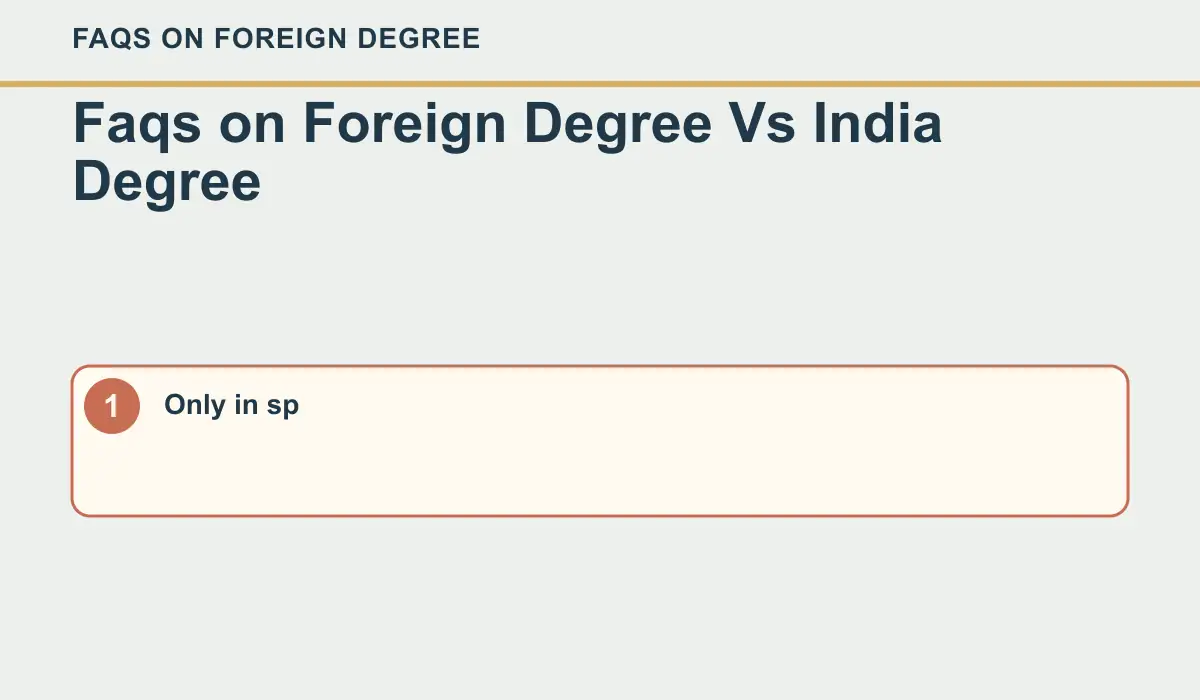 FAQS ON FOREIGN DEGREE
Faqs on Foreign Degree Vs India
Degree
1
Only in sp